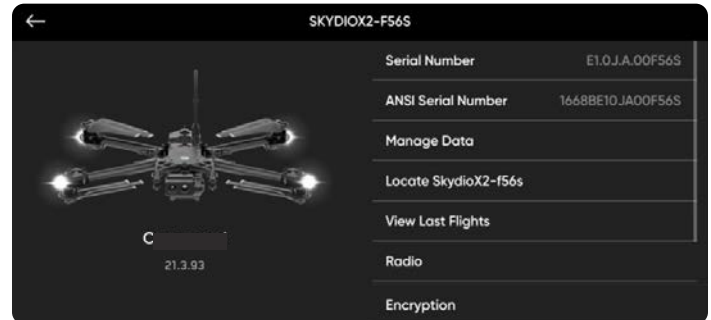 SKYDIOX2-F56S
Serial Number E1.0.J.A.00F56S
ANSI Serial Number 1668BE10JA00F56S
Manage Data
Locate SkydioX2-f56s
View Last Flights
C
21.3.93
Radio
Encryption